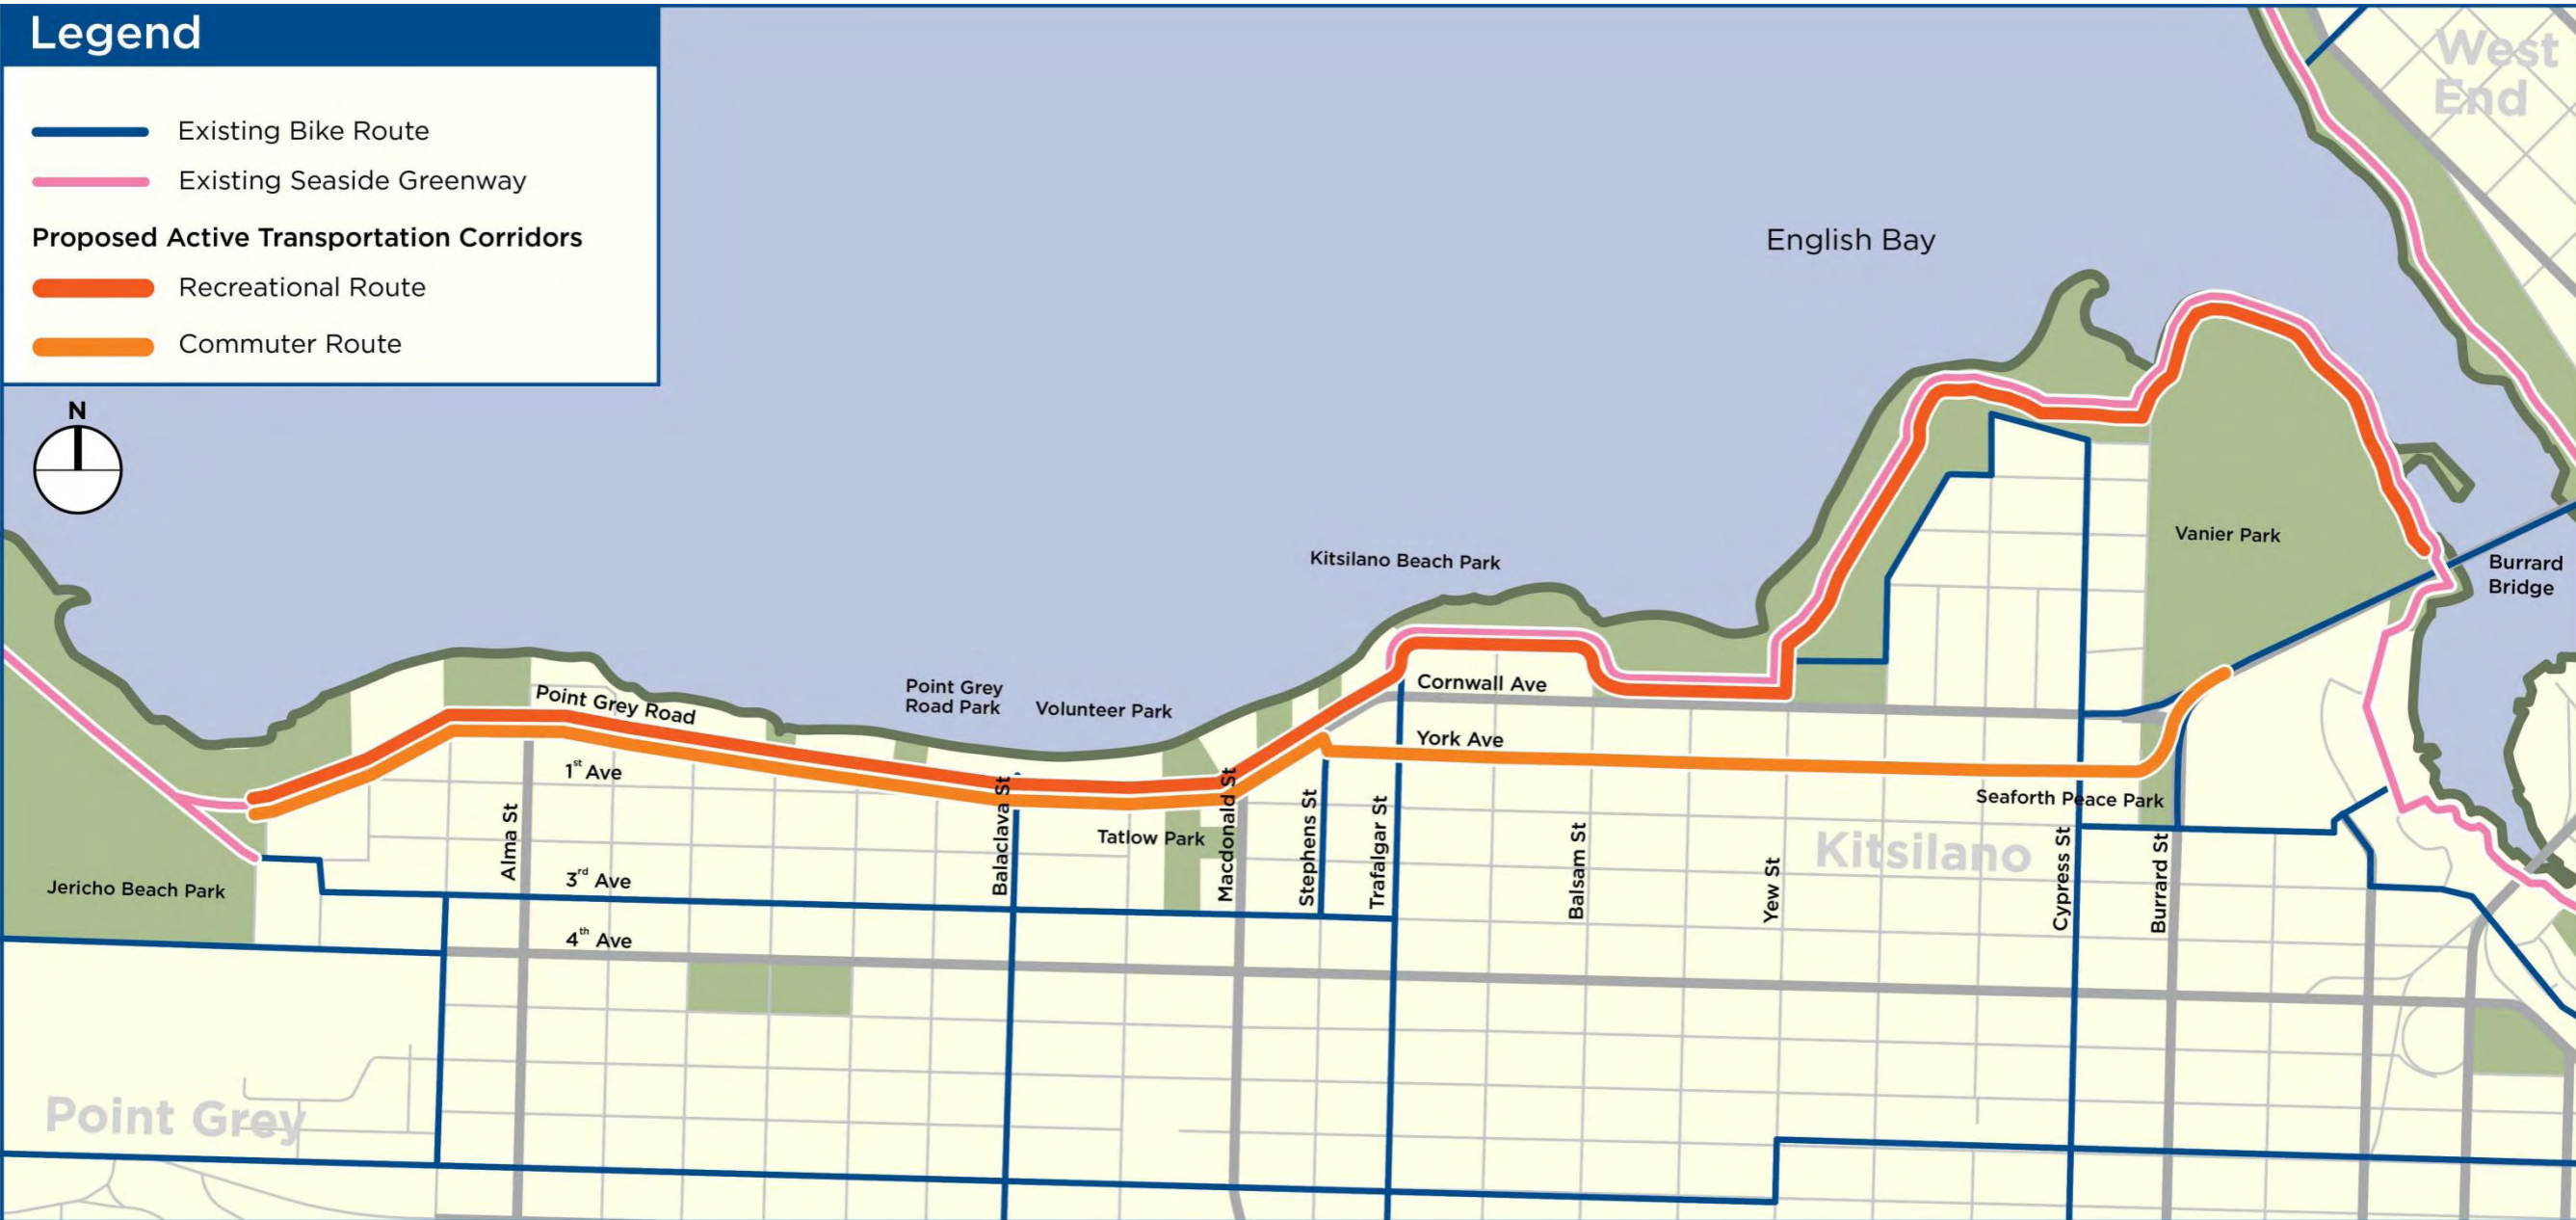 Legend
Existing Bike Route
Existing Seaside Greenway
Proposed Active Transportation Corridors
Recreational Route
Commuter Route
N
West
End
English Bay
Kitsilano Beach Park
Vanier Park
Burrard
Bridge
Point Grey Road
Point Grey
Road Park
Volunteer Park
Cornwall Ave
York Ave
1st Ave
Seaforth Peace Park
Tatlow Park
Kitsilano
Jericho Beach Park
3rd Ave
4th Ave
Alma St
Balaclava St
Macdonald St
Stephens St
Trafalgar St
Balsam St
Yew St
Cypress St
Burrard St
Point Grey